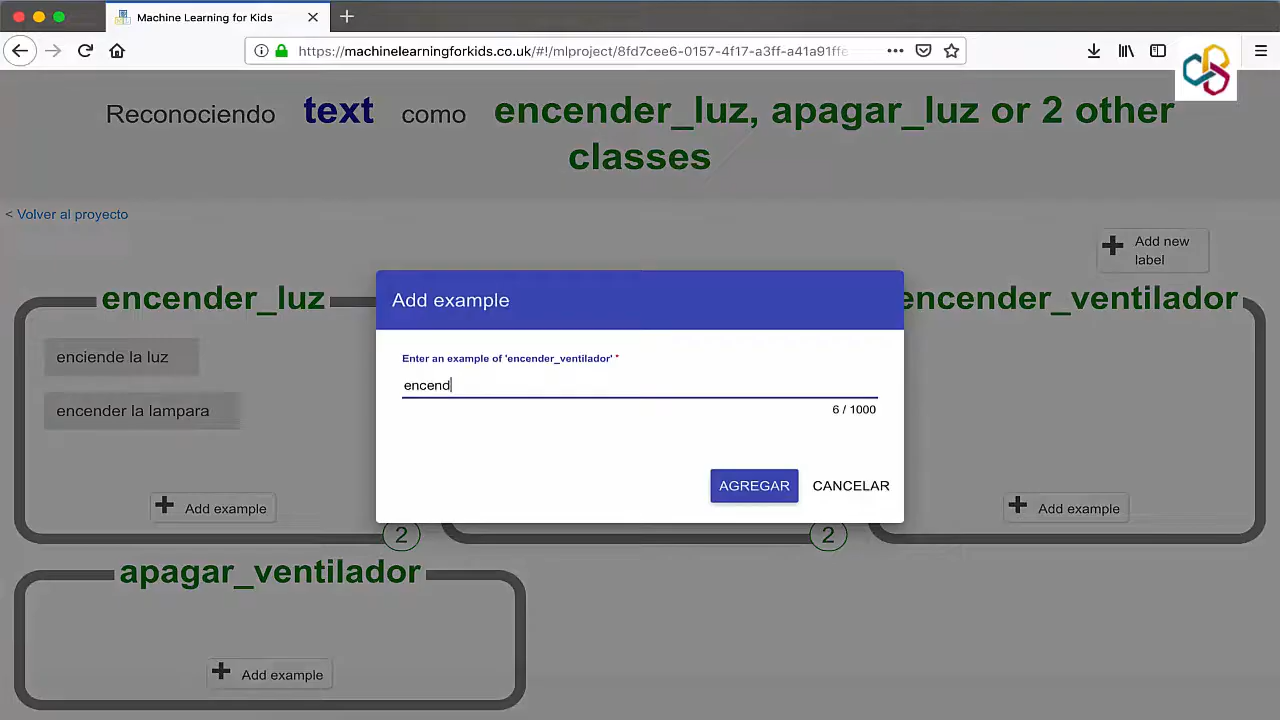 Machine Learning for Kids
https://machinelearningforkids.co.uk/#!/mlproject/8fd7cee6-0157-4f17-a3ff-a41a91ffe
Reconociendo text como encender_luz, apagar_luz or 2 other
classes
< Volver al proyecto
Add new
label
encender_luz
encender_ventilador
Add example
enciende la luz
Enter an example of 'encender_ventilador' *
encend
encender la lampara
6 / 1000
AGREGAR
CANCELAR
Add example
Add example
2
2
apagar_ventilador
Add example